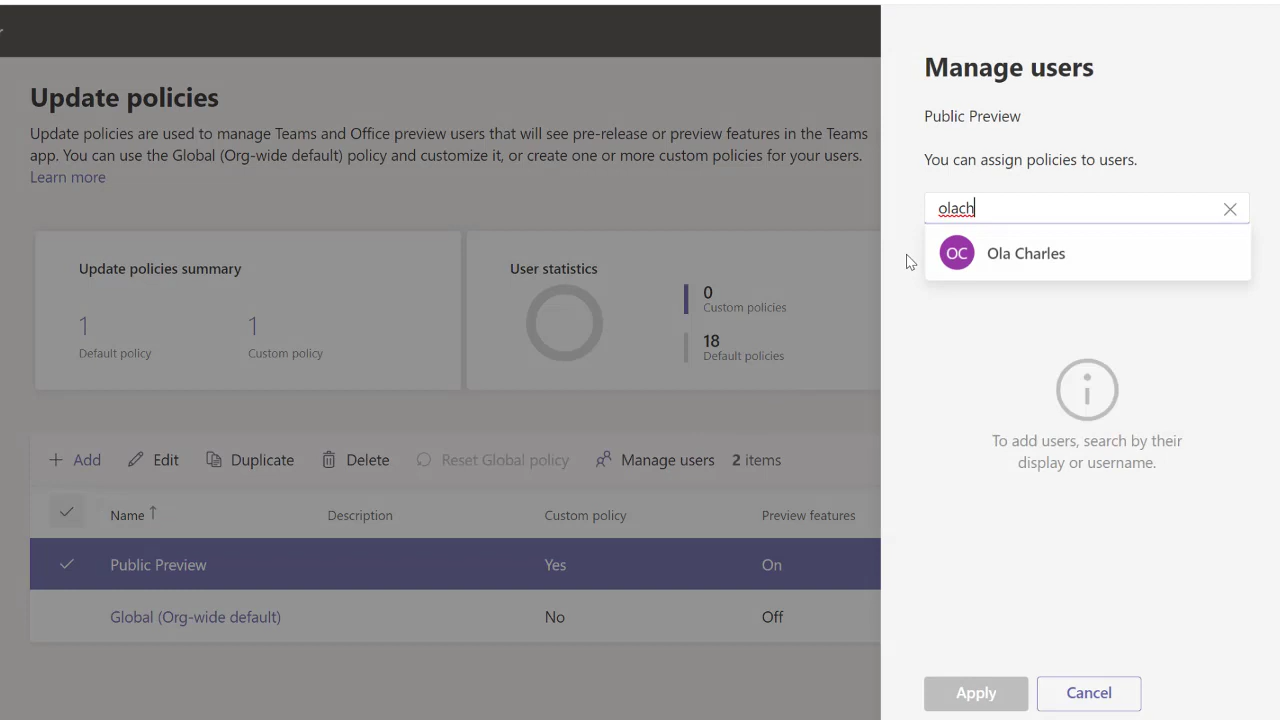 Update policies
Update policies are used to manage Teams and Office preview users that will see pre-release or preview features in the Teams
app. You can use the Global (Org-wide default) policy and customize it, or create one or more custom policies for your users.
Learn more
Update policies summary
1
Default policy
1
Custom policy
User statistics
0
Custom policies
18
Default policies
Add
Edit
Duplicate
Delete
Reset Global policy
Manage users
2 items
Name
Description
Custom policy
Preview features
Public Preview
Yes
On
Global (Org-wide default)
No
Off
Manage users
Public Preview
You can assign policies to users.
olach
OC
Ola Charles
To add users, search by their
display or username.
Apply
Cancel